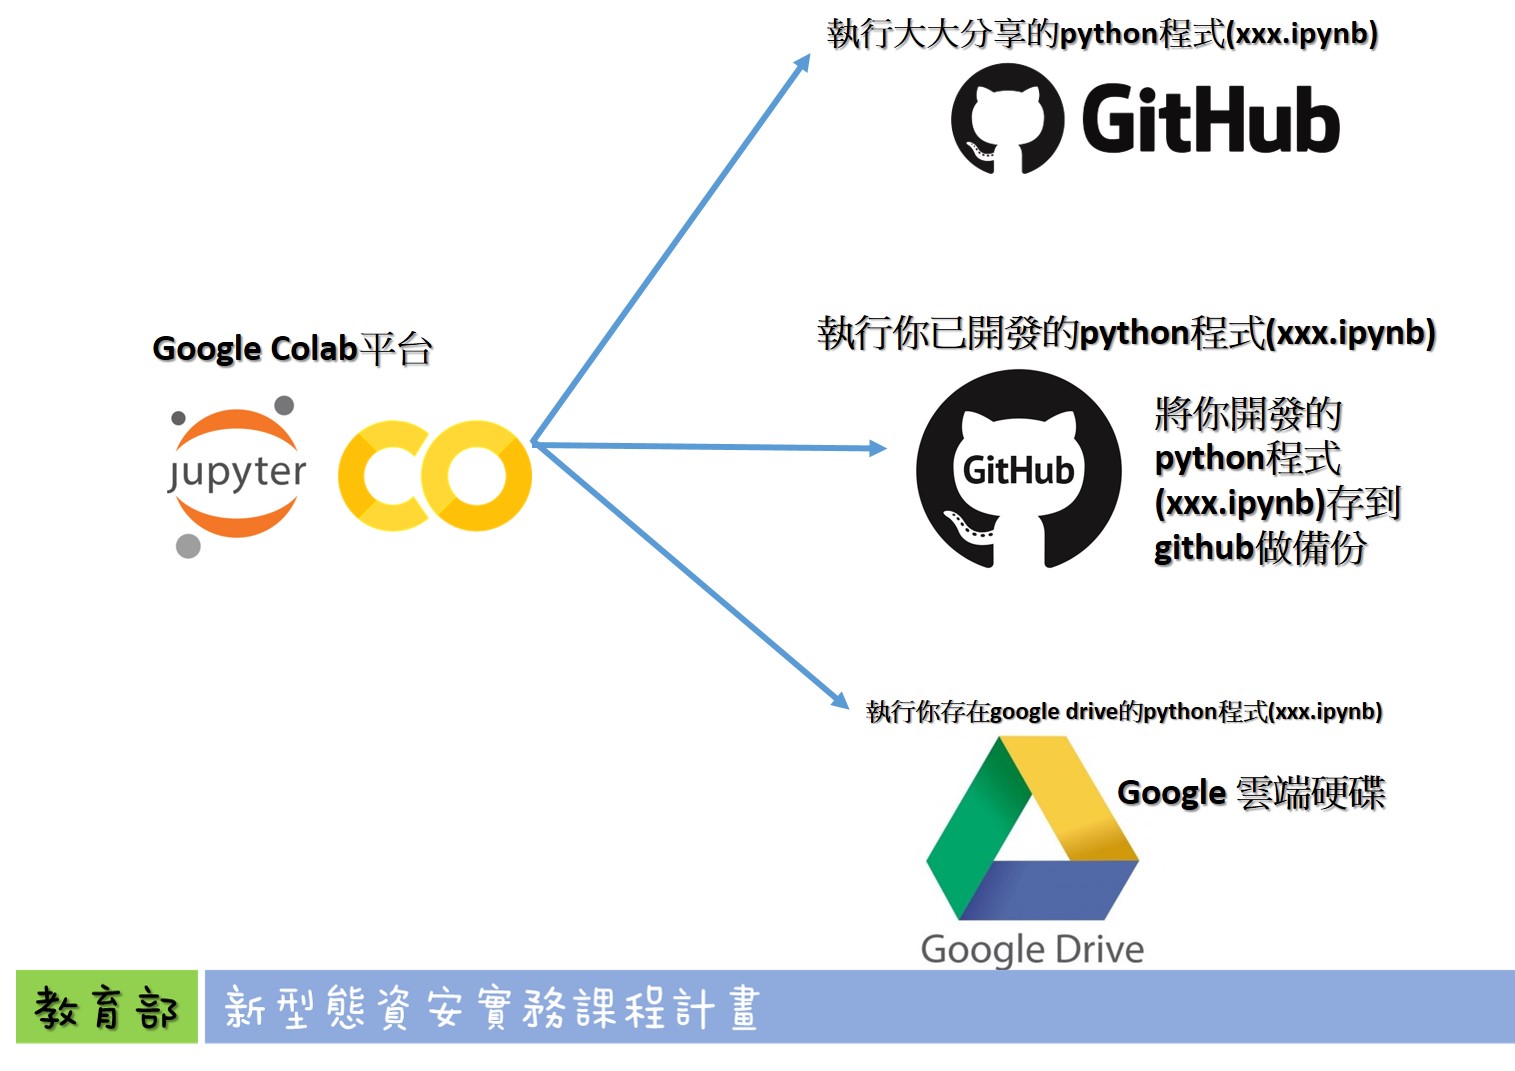 執行大大分享的python程式(xxx.ipynb)
GitHub
Google Colab平台
jupyter
執行你已開發的python程式(xxx.ipynb)
GitHub
將你開發的
python程式
(xxx.ipynb)存到
github做備份
執行你存在google drive的python程式(xxx.ipynb)
Google 雲端硬碟
Google Drive
教育部 新型態資安實務課程計畫